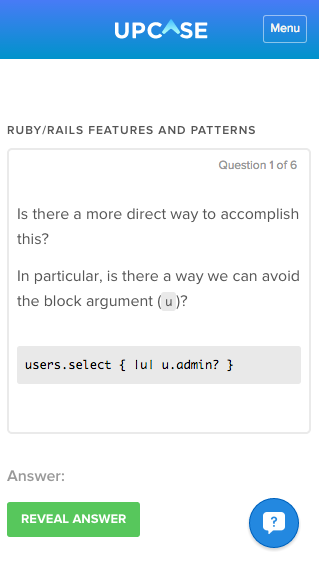 UPCASE
Menu
RUBY/RAILS FEATURES AND PATTERNS
Question 1 of 6
Is there a more direct way to accomplish
this?
In particular, is there a way we can avoid
the block argument ( u )?
users.select { |u| u.admin? }
Answer:
REVEAL ANSWER
?